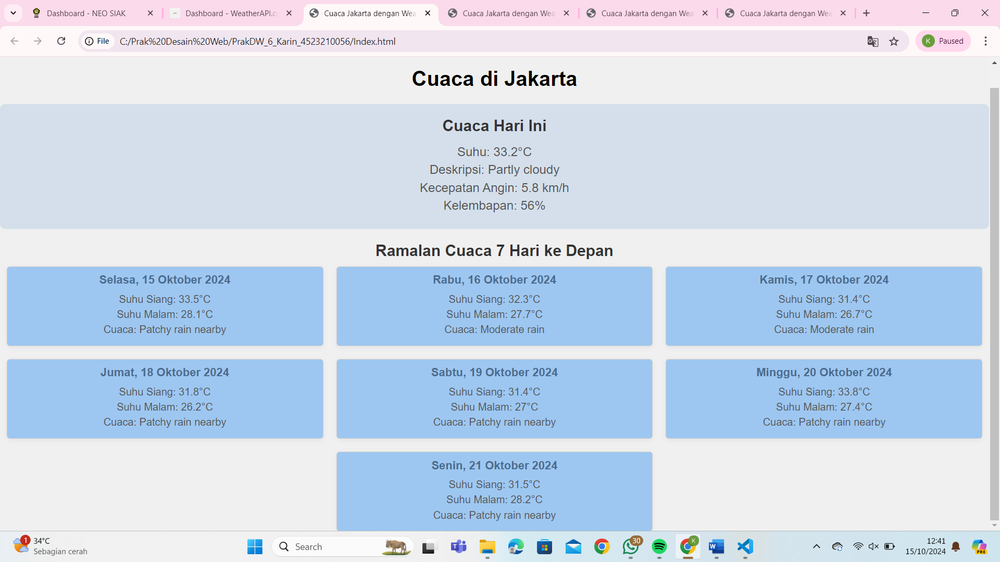 Dashboard - NEO SIAK
Dashboard - WeatherAPI.c
Cuaca Jakarta dengan Wea
Cuaca Jakarta dengan Wea
Cuaca Jakarta dengan Wea
Cuaca Jakarta dengan Wea
File
C:/Prak%20Desain%20Web/PrakDW_6_Karin_4523210056/Index.html
K
Paused
Cuaca di Jakarta
Cuaca Hari Ini
Suhu: 33.2°C
Deskripsi: Partly cloudy
Kecepatan Angin: 5.8 km/h
Kelembapan: 56%
Ramalan Cuaca 7 Hari ke Depan
Selasa, 15 Oktober 2024
Suhu Siang: 33.5°C
Suhu Malam: 28.1°C
Cuaca: Patchy rain nearby
Rabu, 16 Oktober 2024
Suhu Siang: 32.3°C
Suhu Malam: 27.7°C
Cuaca: Moderate rain
Kamis, 17 Oktober 2024
Suhu Siang: 31.4°C
Suhu Malam: 26.7°C
Cuaca: Moderate rain
Jumat, 18 Oktober 2024
Suhu Siang: 31.8°C
Suhu Malam: 26.2°C
Cuaca: Patchy rain nearby
Sabtu, 19 Oktober 2024
Suhu Siang: 31.4°C
Suhu Malam: 27°C
Cuaca: Patchy rain nearby
Minggu, 20 Oktober 2024
Suhu Siang: 33.8°C
Suhu Malam: 27.4°C
Cuaca: Patchy rain nearby
Senin, 21 Oktober 2024
Suhu Siang: 31.5°C
Suhu Malam: 28.2°C
Cuaca: Patchy rain nearby
1
34°C
Sebagian cerah
Search
30
K
12:41
15/10/2024
PRE